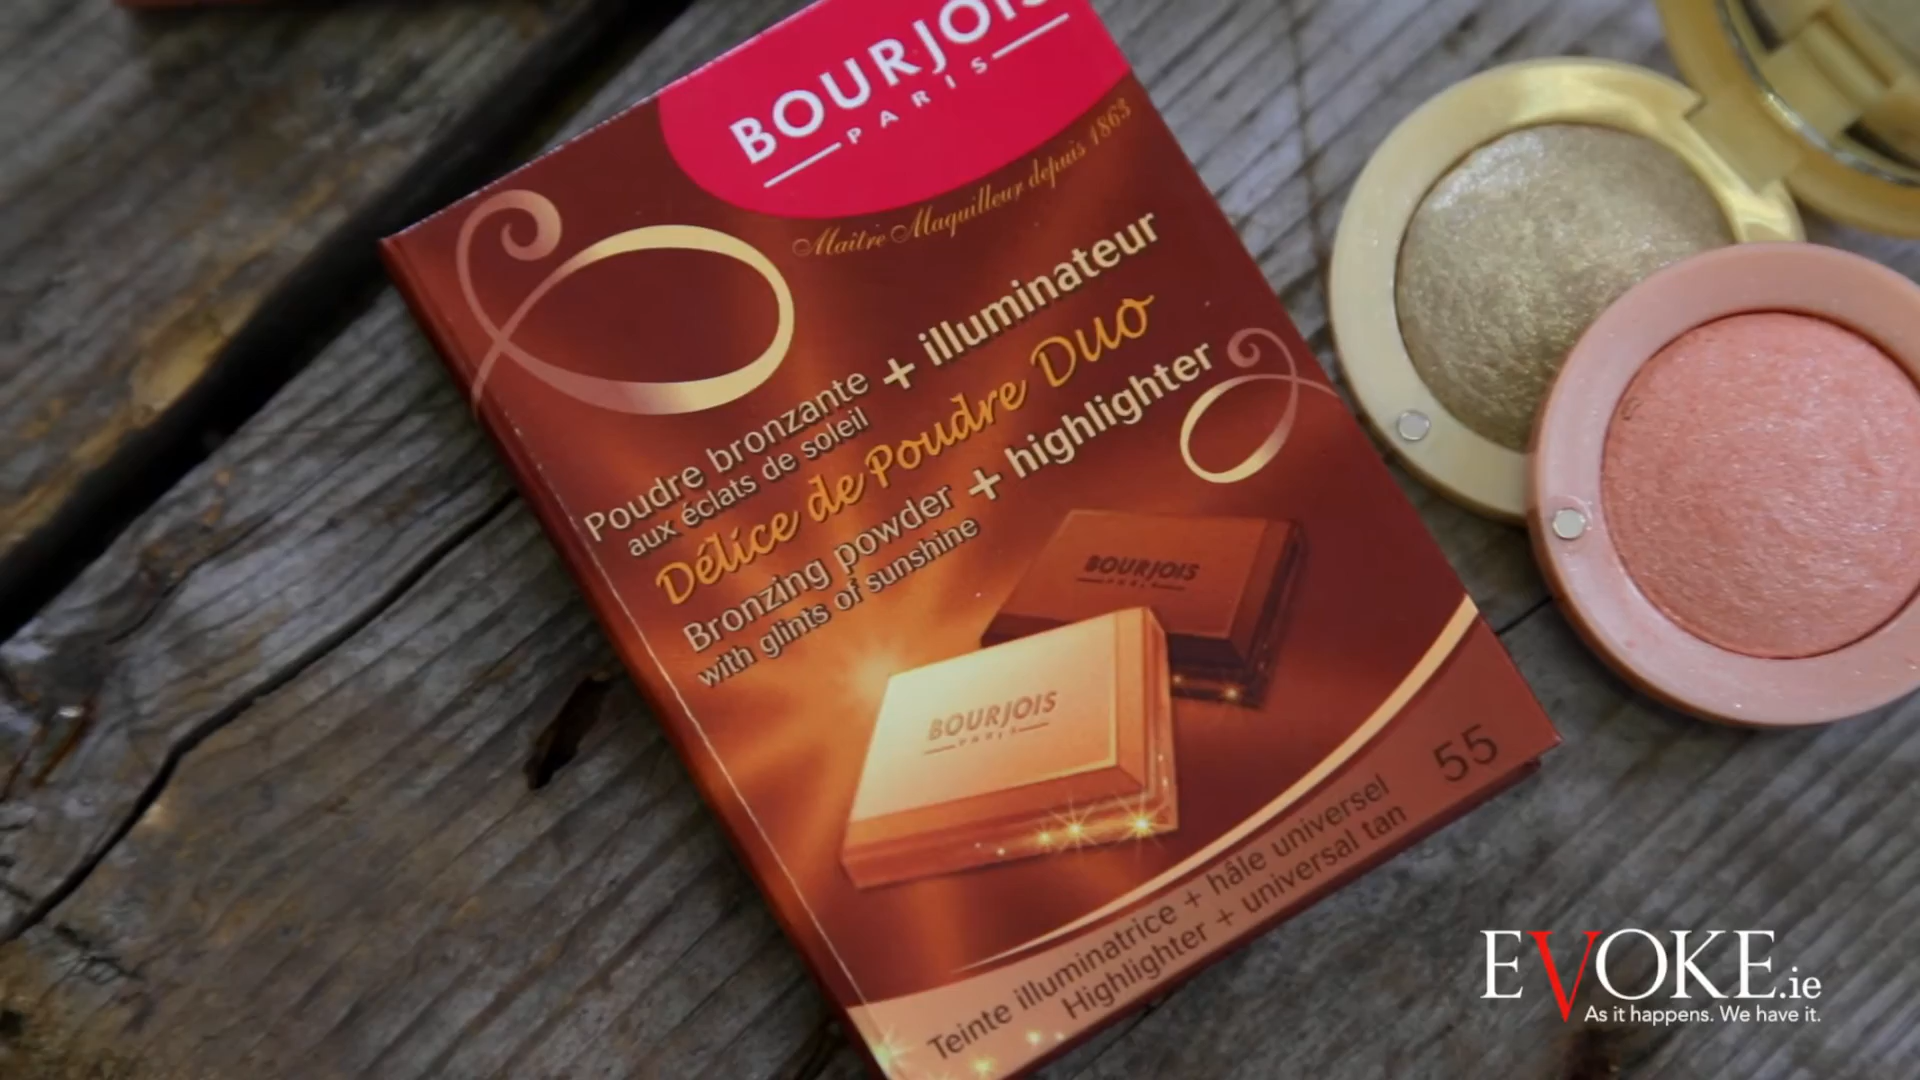 BOURJOIS
PARIS
Maître Maquilleur depuis 1863
Poudre bronzante + illuminateur
aux éclats de soleil
Délice de Poudre Duo
Bronzing powder + highlighter
with glints of sunshine
BOURJOIS
PARIS
BOURJOIS
PARIS
55
Teinte illuminatrice + hâle universel
Highlighter + universal tan
EVOKE.ie
As it happens. We have it.